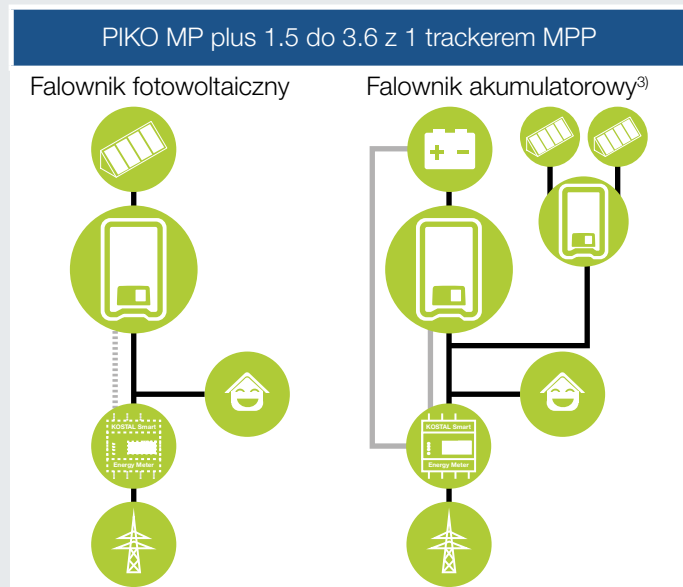 PIKO MP plus 1.5 do 3.6 z 1 trackerem MPP
Falownik fotowoltaiczny
Falownik akumulatorowy³⁾
KOSTAL Smart
Energy Meter
KOSTAL Smart
Energy Meter